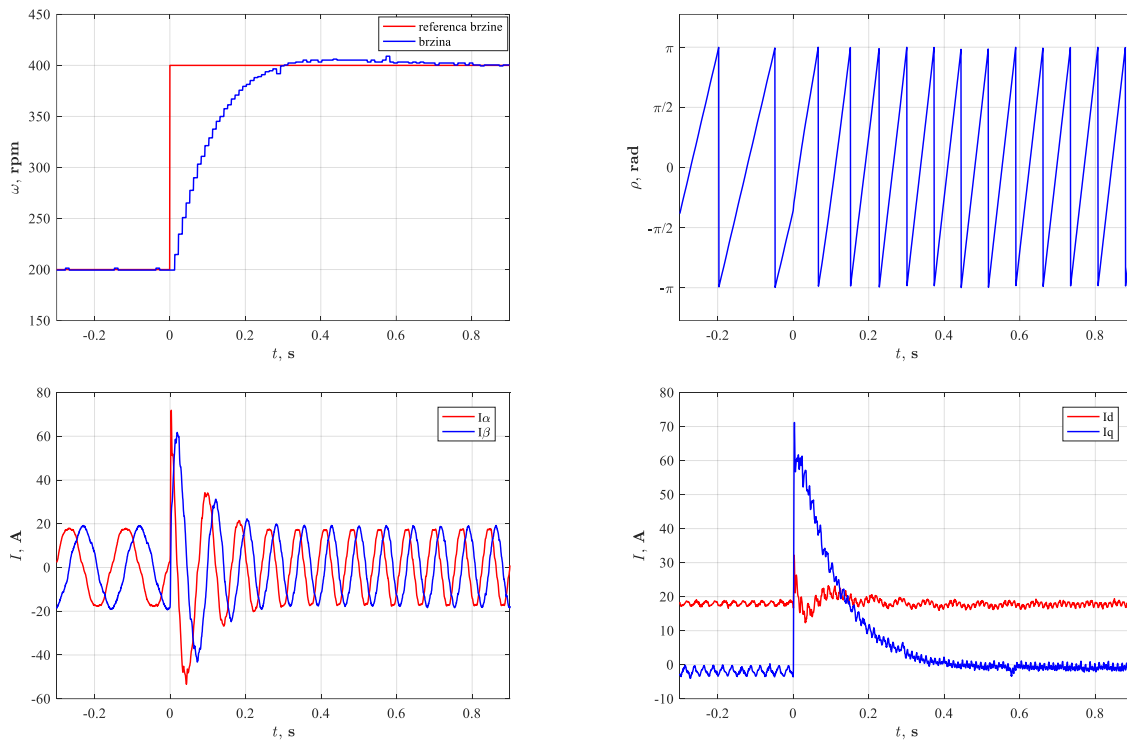 450
400
350
300
250
200
150
-0.2
0
0.2
0.4
0.6
0.8
t, s
ω, rpm
referenca brzine
brzina
π
π/2
0
-π/2
-π
-0.2
0
0.2
0.4
0.6
0.8
t, s
ρ, rad
80
60
40
20
0
-20
-40
-60
-0.2
0
0.2
0.4
0.6
0.8
t, s
I, A
Iα
Iβ
80
70
60
50
40
30
20
10
0
-10
-0.2
0
0.2
0.4
0.6
0.8
t, s
I, A
Id
Iq